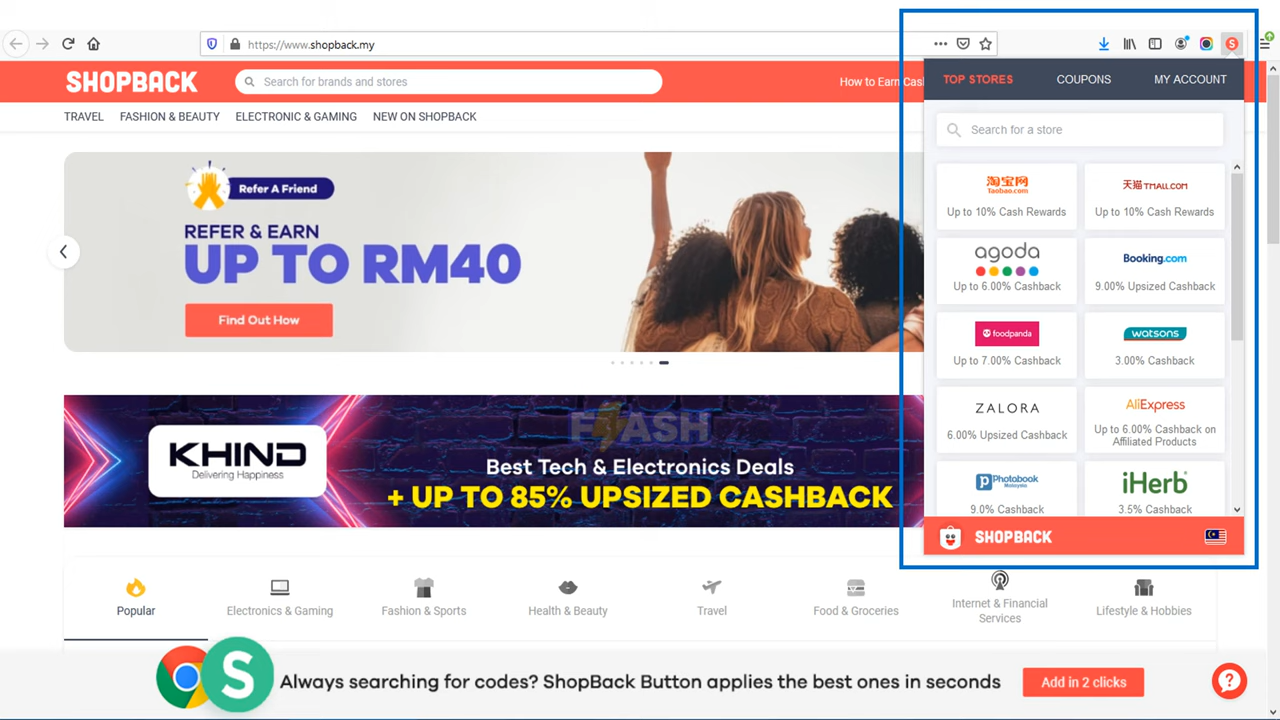 https://www.shopback.my
SHOPBACK
Search for brands and stores
How to Earn Cas
TRAVEL
FASHION & BEAUTY
ELECTRONIC & GAMING
NEW ON SHOPBACK
Refer A Friend
REFER & EARN
UP TO RM40
Find Out How
KHIND
Delivering Happiness
FLASH
Best Tech & Electronics Deals
+ UP TO 85% UPSIZED CASHBACK
TOP STORES
COUPONS
MY ACCOUNT
Search for a store
淘宝网
Taobao.com
Up to 10% Cash Rewards
天猫 TMALL.COM
Up to 10% Cash Rewards
agoda
Up to 6.00% Cashback
Booking.com
9.00% Upsized Cashback
foodpanda
Up to 7.00% Cashback
watsons
3.00% Cashback
ZALORA
6.00% Upsized Cashback
AliExpress
Up to 6.00% Cashback on
Affiliated Products
Photobook
Malaysia
9.0% Cashback
iHerb
3.5% Cashback
SHOPBACK
Popular
Electronics & Gaming
Fashion & Sports
Health & Beauty
Travel
Food & Groceries
Internet & Financial
Services
Lifestyle & Hobbies
S
Always searching for codes? ShopBack Button applies the best ones in seconds
Add in 2 clicks